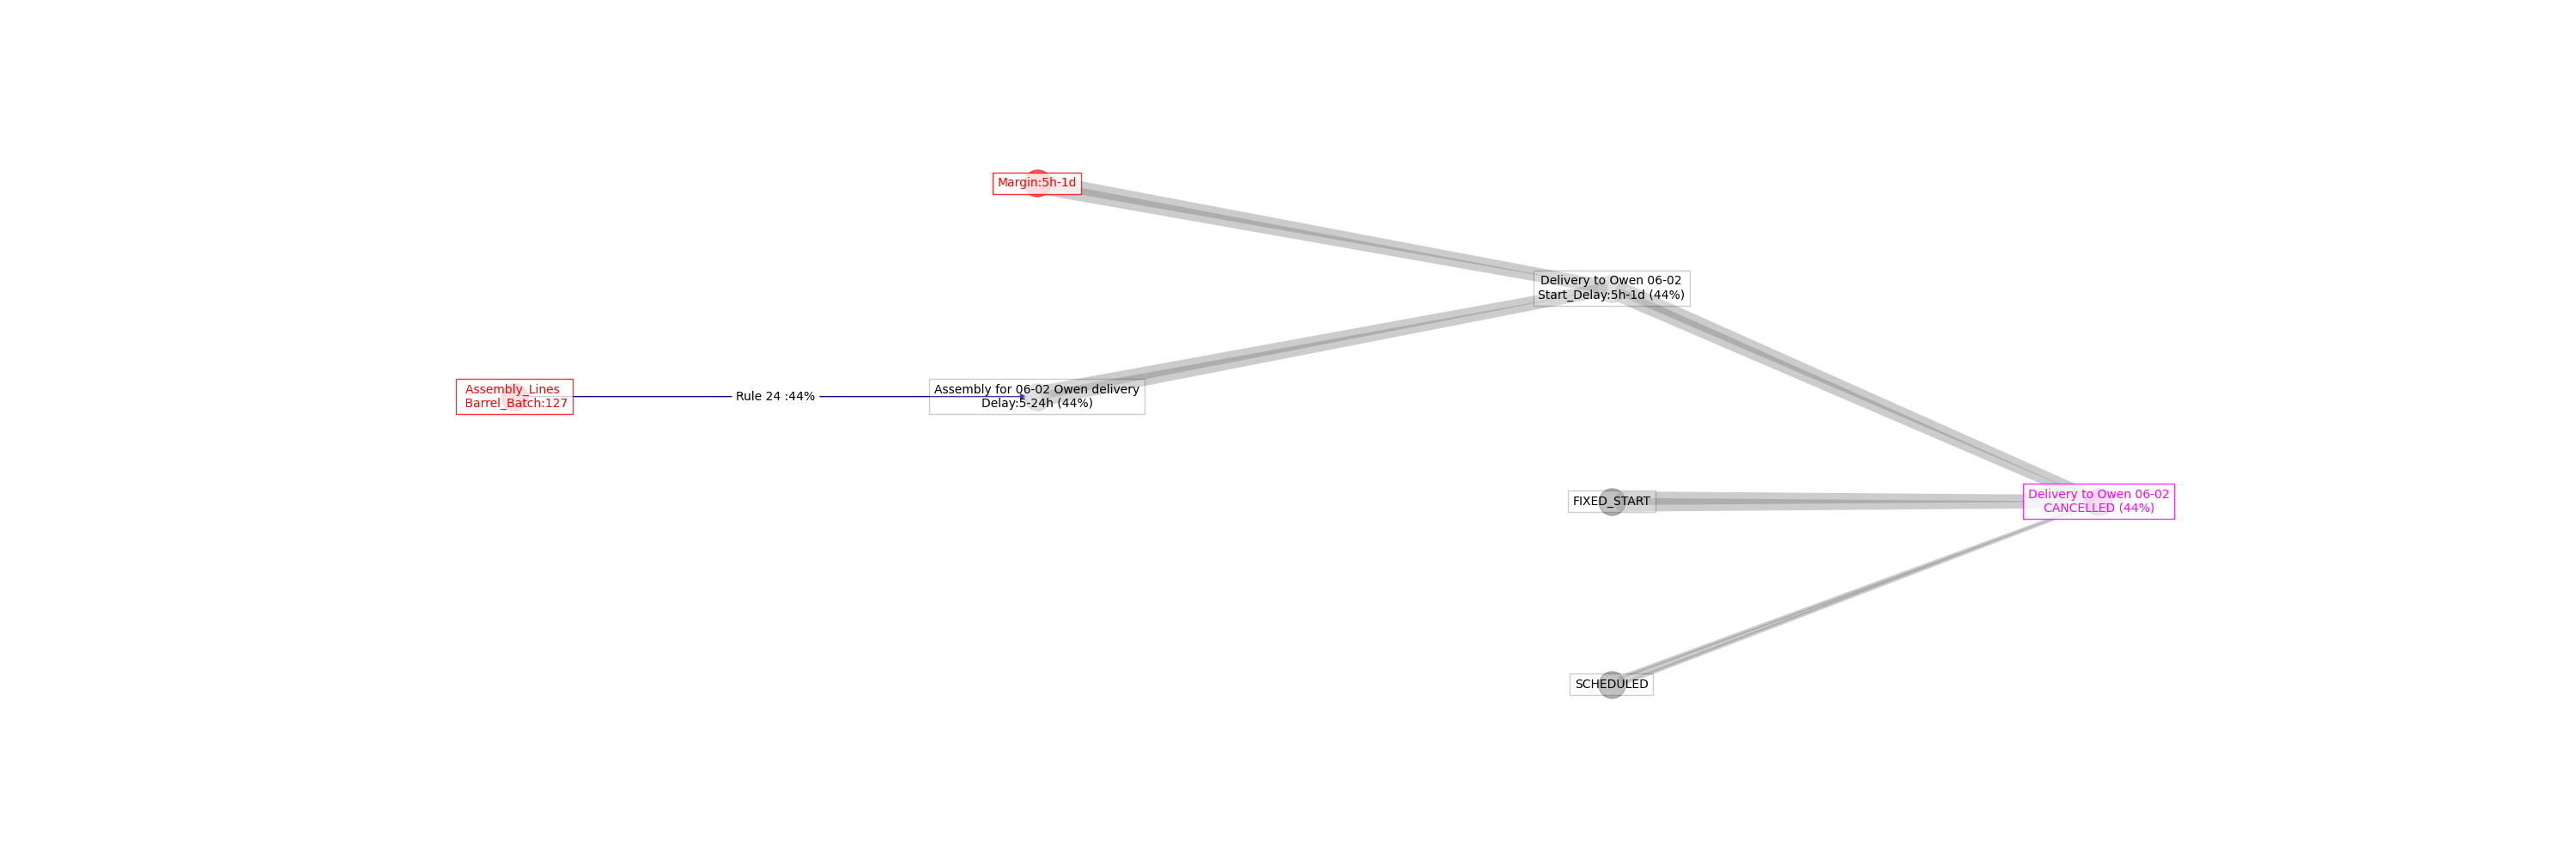 Margin:5h-1d
Delivery to Owen 06-02
Start_Delay:5h-1d (44%)
Assembly_Lines
Barrel_Batch:127
Rule 24 :44%
Assembly for 06-02 Owen delivery
Delay:5-24h (44%)
FIXED_START
Delivery to Owen 06-02
CANCELLED (44%)
SCHEDULED